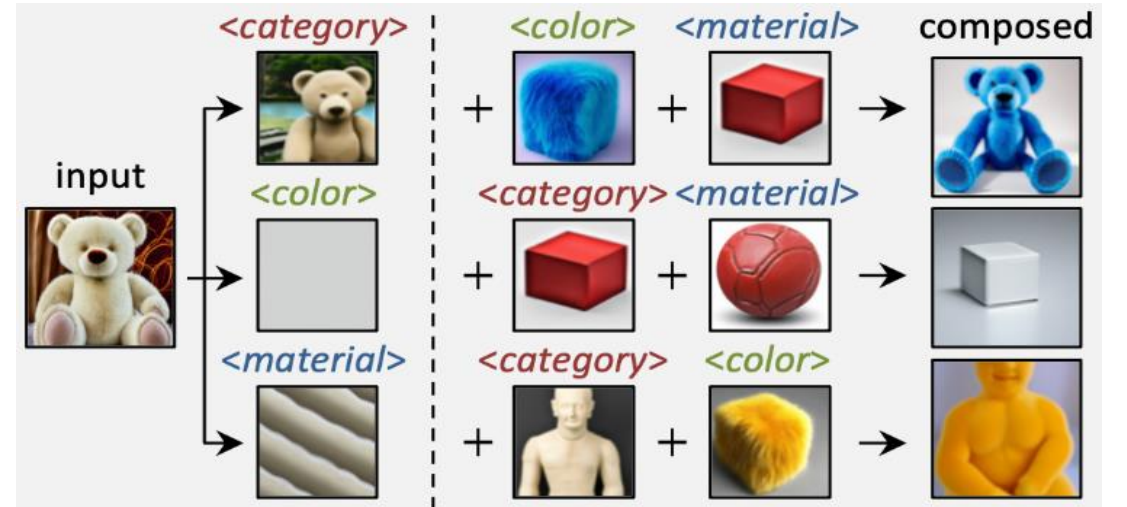 <category>
<color>
<material>
composed
input
<color>
<category>
<material>
<material>
<category>
<color>